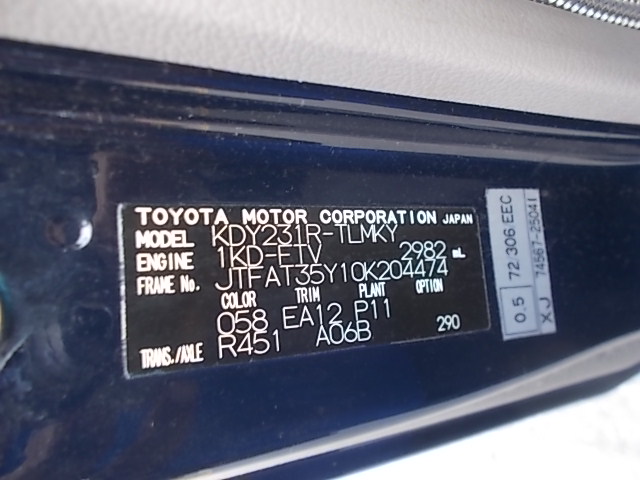 TOYOTA MOTOR CORPORATION JAPAN
MODEL KDY231R-TLMKY
ENGINE 1KD-FTV 2982 mL
FRAME No. JTFAT35Y10K204474
COLOR TRIM PLANT OPTION
058 EA12 P11
TRANS./AXLE R451 A06B 290
0.5 72.306 EEC
XJ 74567-25041